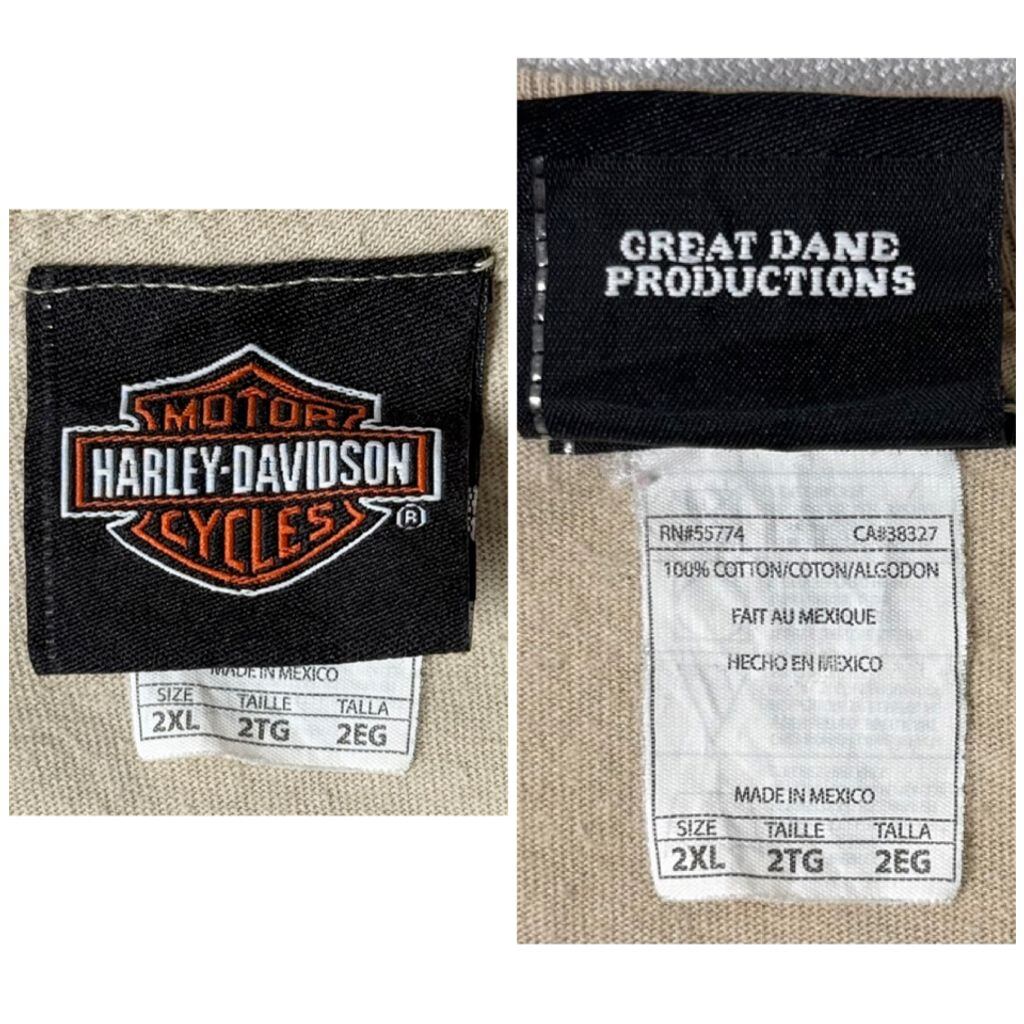 MOTOR
HARLEY-DAVIDSON
CYCLES
®
MADE IN MEXICO
SIZE TAILLE TALLA
2XL 2TG 2EG
GREAT DANE
PRODUCTIONS
RN#55774 CA#38327
100% COTTON/COTON/ALGODON
FAIT AU MEXIQUE
HECHO EN MEXICO
MADE IN MEXICO
SIZE TAILLE TALLA
2XL 2TG 2EG